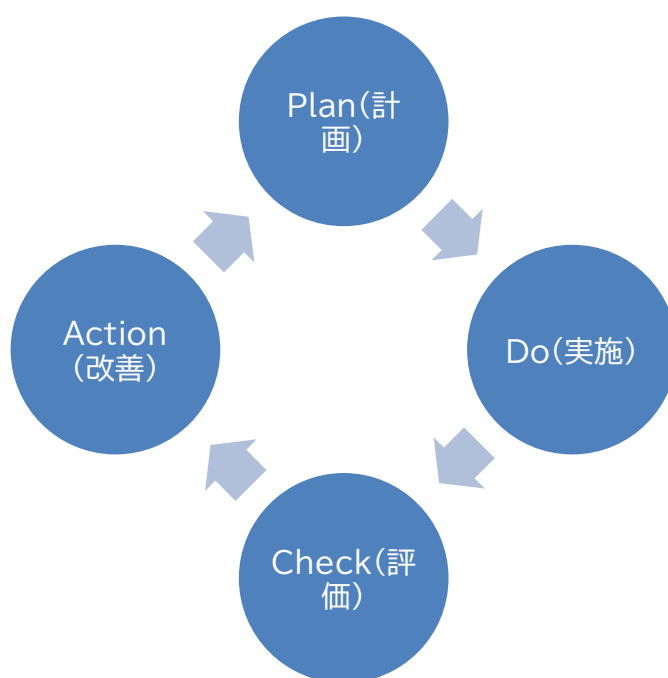 Plan(計
画)
Action
(改善)
Do(実施)
Check(評
価)